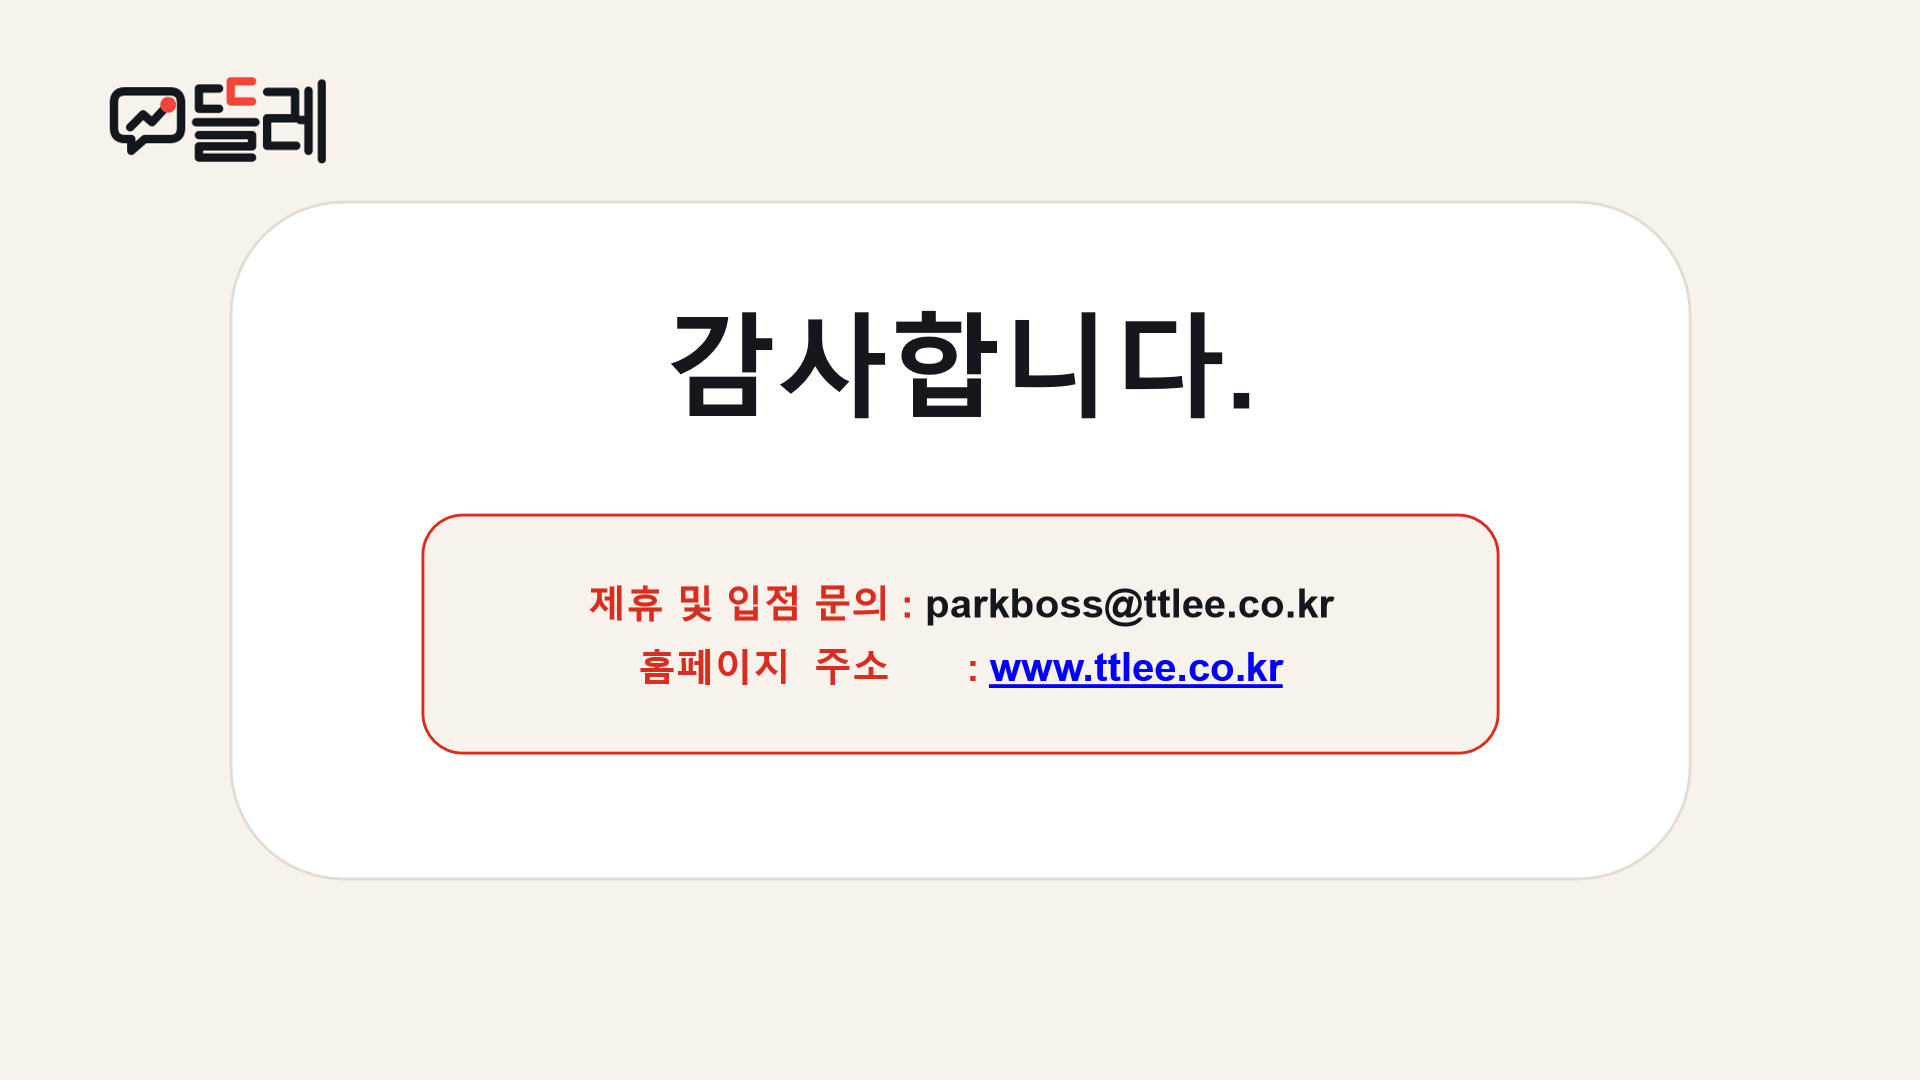 뜰레
감사합니다.
제휴 및 입점 문의 : parkboss@ttlee.co.kr
홈페이지 주소 : www.ttlee.co.kr